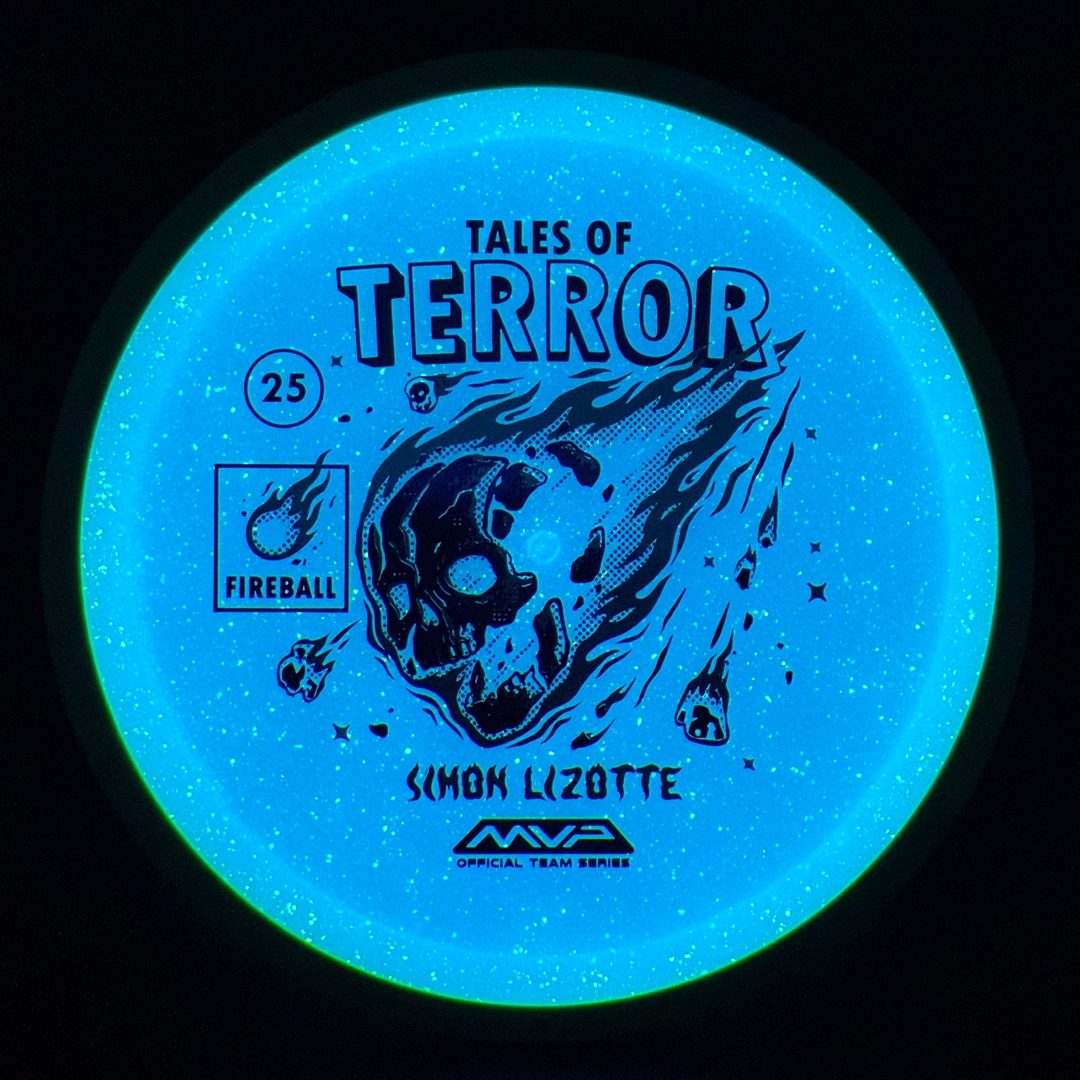 TALES OF
TERROR
25
FIREBALL
SIMON LIZOTTE
MVP
OFFICIAL TEAM SERIES